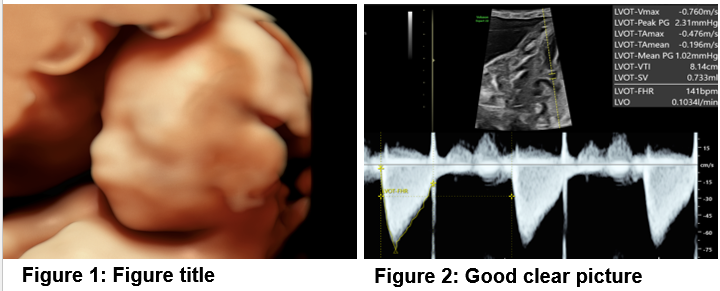 LVOT-Vmax -0.760m/s
LVOT-Peak PG 2.31mmHg
LVOT-TAmax -0.476m/s
LVOT-TAmean -0.196m/s
LVOT-Mean PG 1.02mmHg
LVOT-VTI 8.14cm
LVOT-SV 0.733ml
LVOT-FHR 141bpm
LVO 0.1034l/min
15
cm/s
-15
-30
-45
-60
-75
LVOT-FHR
Figure 1: Figure title
Figure 2: Good clear picture